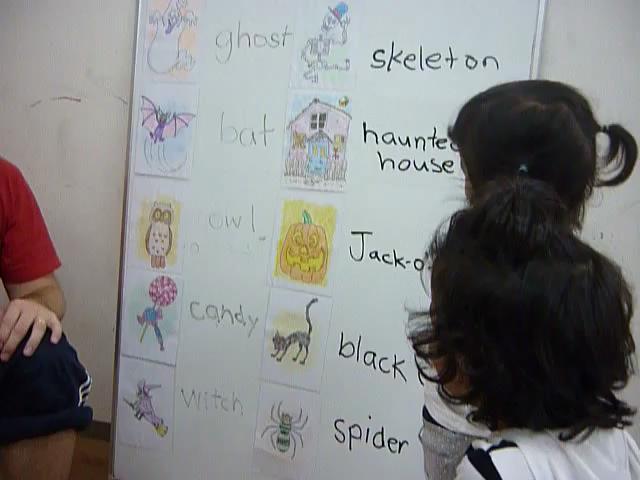 ghost
skeleton
bat
haunte
house
owl
Jack-o
candy
black
witch
spider